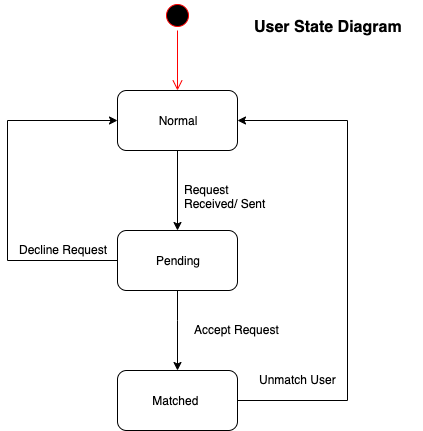 User State Diagram
Normal
Request
Received/ Sent
Decline Request
Pending
Accept Request
Unmatch User
Matched